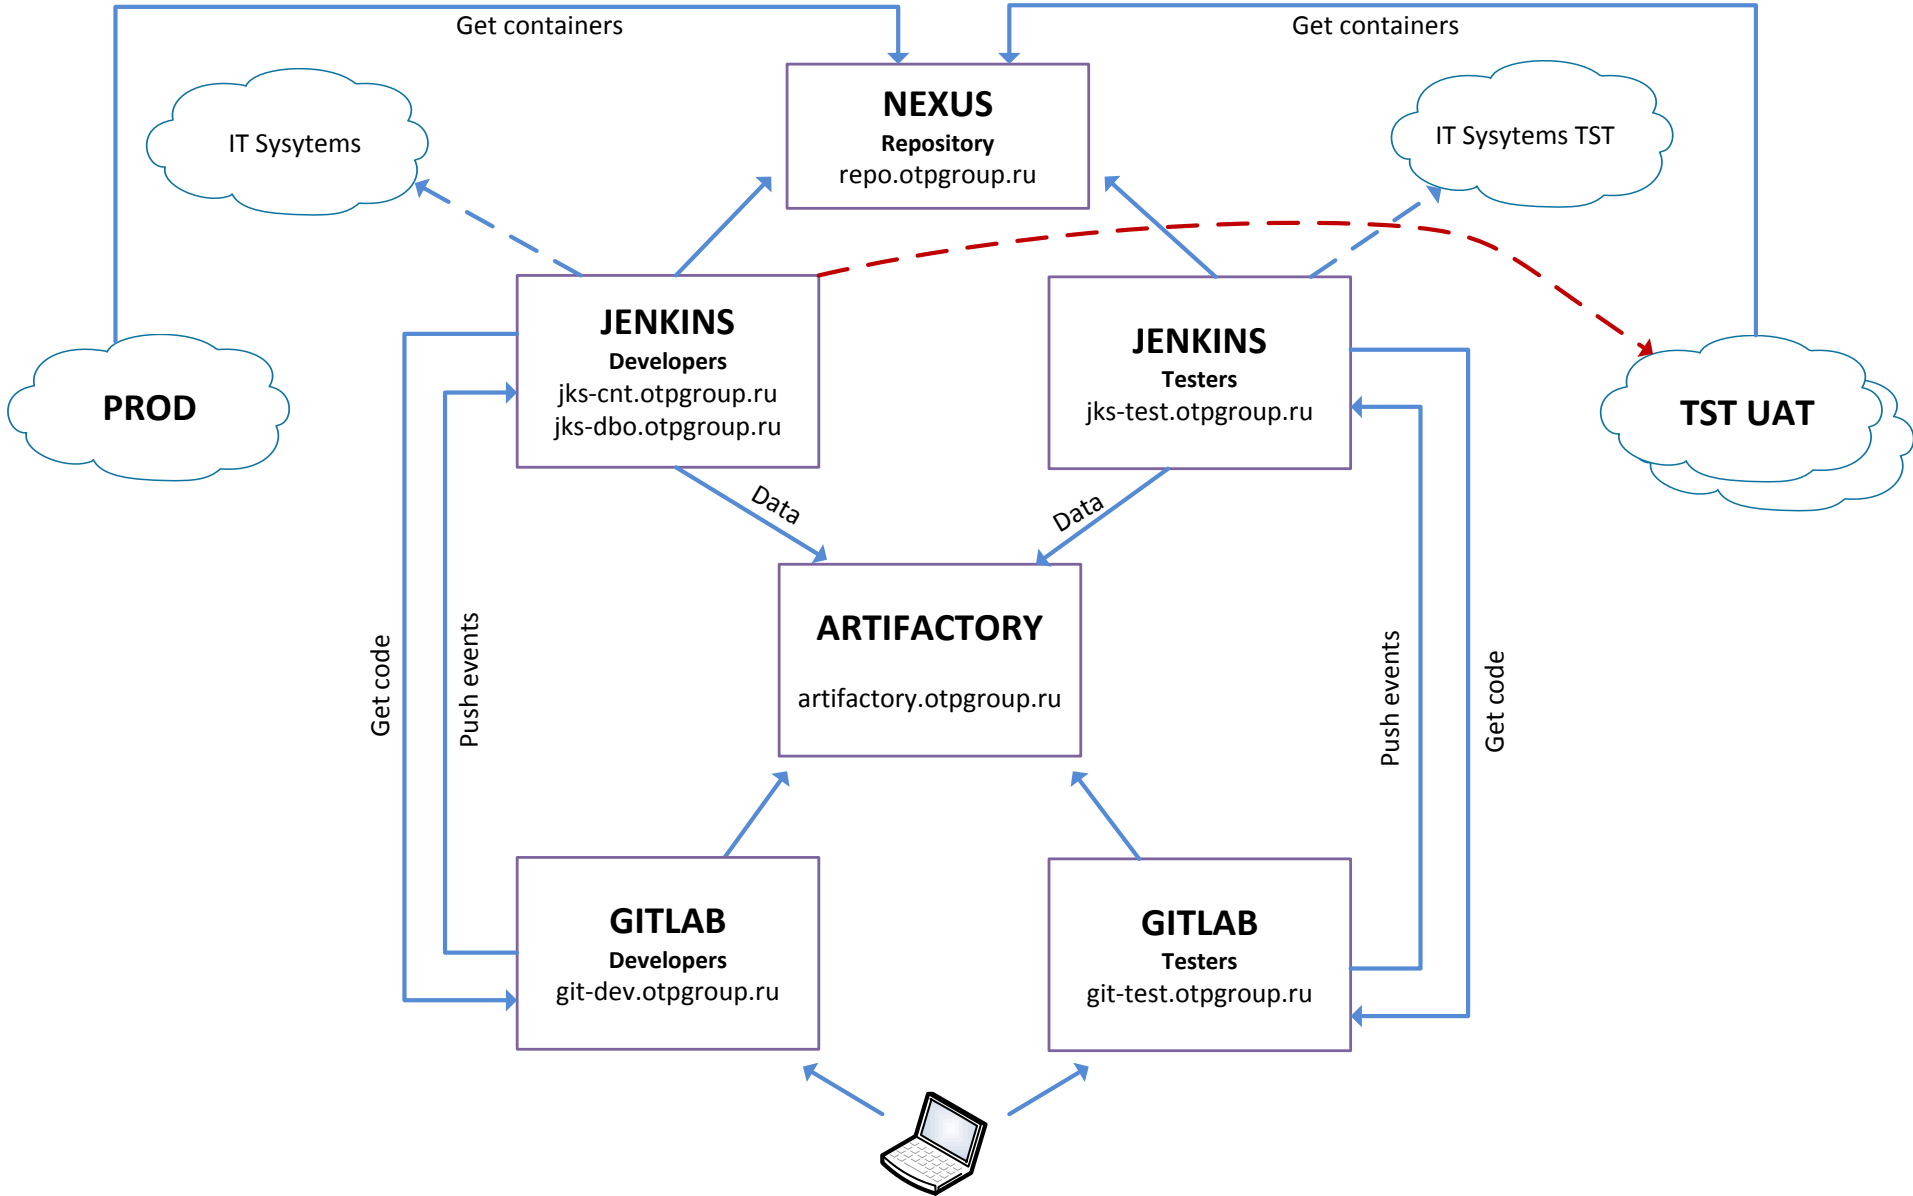 Get containers
Get containers
NEXUS
Repository
repo.otpgroup.ru
IT Sysytems
IT Sysytems TST
JENKINS
Developers
jks-cnt.otpgroup.ru
jks-dbo.otpgroup.ru
JENKINS
Testers
jks-test.otpgroup.ru
PROD
TST UAT
Data
Data
ARTIFACTORY
artifactory.otpgroup.ru
Get code
Push events
Push events
Get code
GITLAB
Developers
git-dev.otpgroup.ru
GITLAB
Testers
git-test.otpgroup.ru